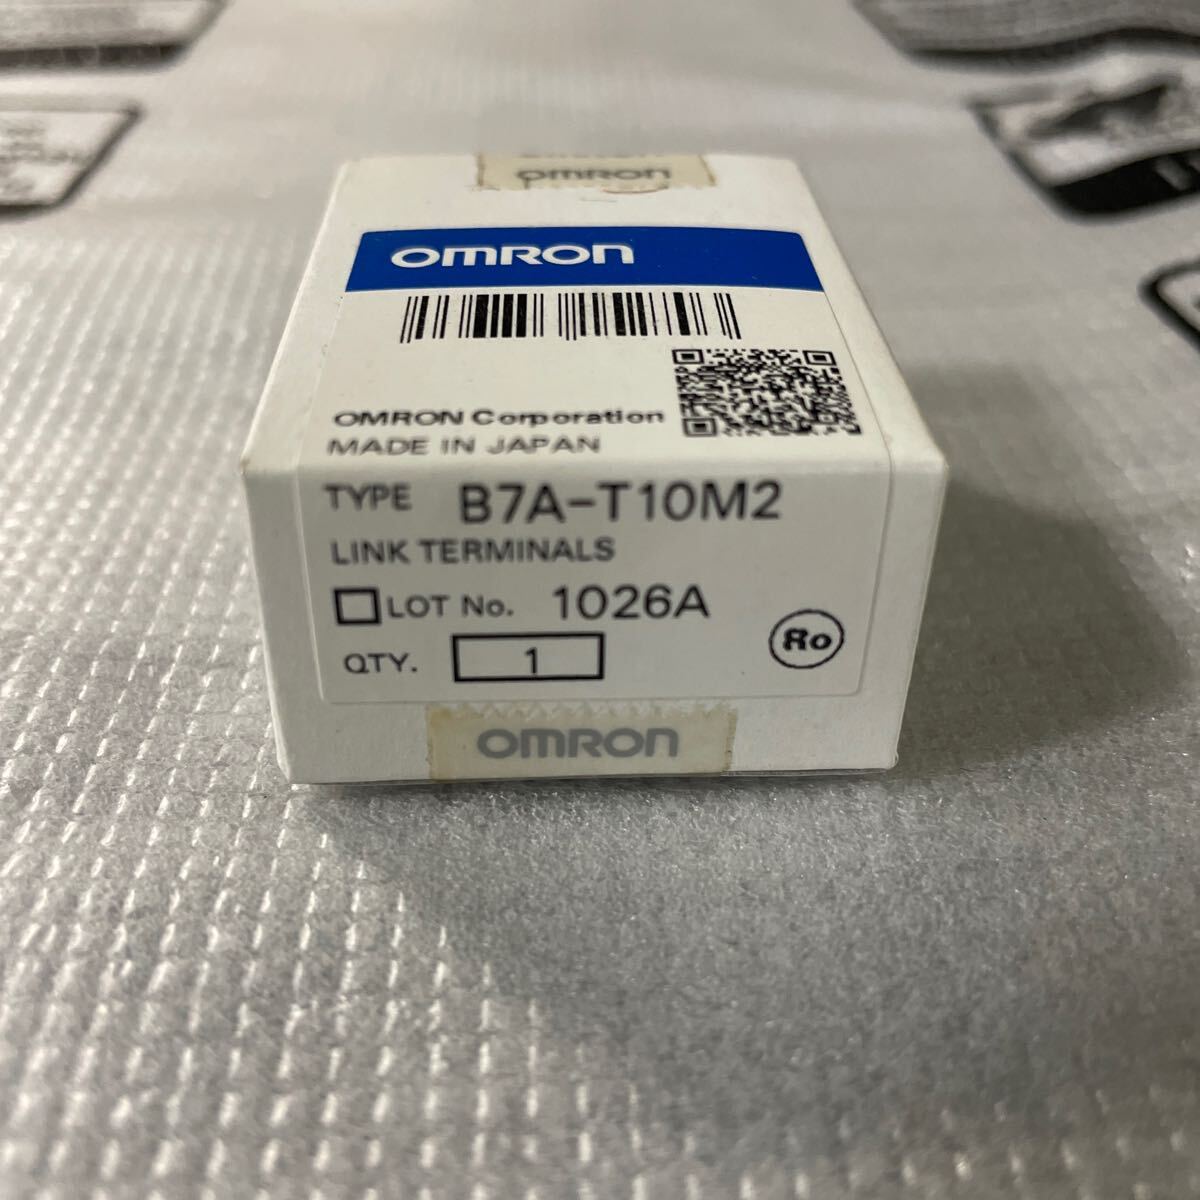 OMRON
OMRON
OMRON Corporation
MADE IN JAPAN
TYPE B7A-T10M2
LINK TERMINALS
LOT No. 1026A
QTY. 1
Ro
OMRON